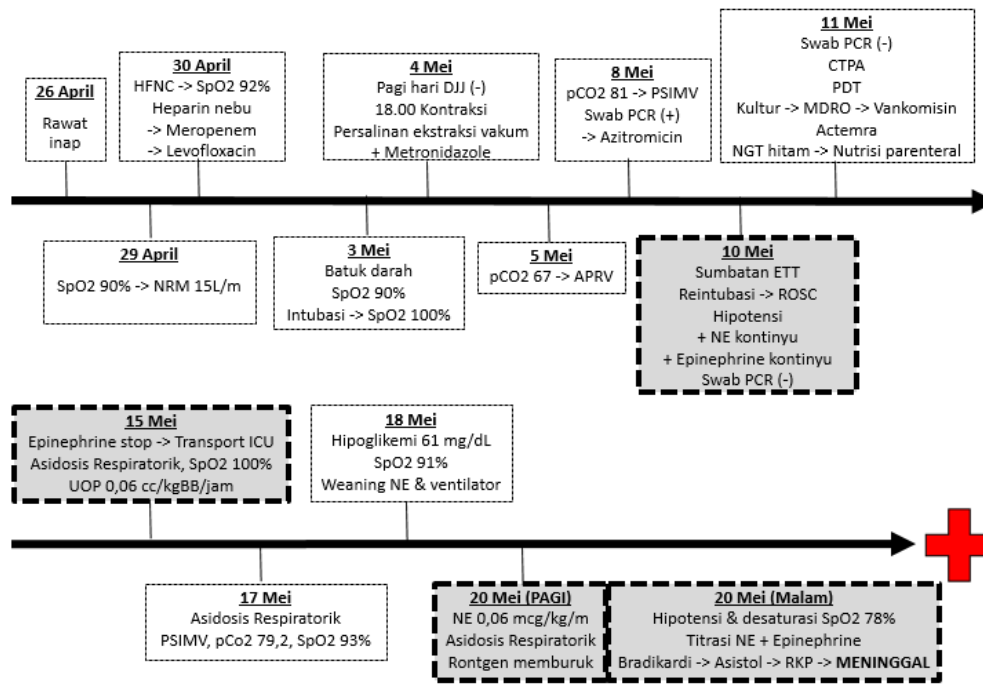 26 April
Rawat
inap
30 April
HFNC -> SpO2 92%
Heparin nebu
-> Meropenem
-> Levofloxacin
4 Mei
Pagi hari DJJ (-)
18.00 Kontraksi
Persalinan ekstraksi vakum
+ Metronidazole
8 Mei
pCO2 81 -> PSIMV
Swab PCR (+)
-> Azitromicin
11 Mei
Swab PCR (-)
CTPA
PDT
Kultur -> MDRO -> Vankomisin
Actemra
NGT hitam -> Nutrisi parenteral
29 April
SpO2 90% -> NRM 15L/m
3 Mei
Batuk darah
SpO2 90%
Intubasi -> SpO2 100%
5 Mei
pCO2 67 -> APRV
10 Mei
Sumbatan ETT
Reintubasi -> ROSC
Hipotensi
+ NE kontinyu
+ Epinephrine kontinyu
Swab PCR (-)
15 Mei
Epinephrine stop -> Transport ICU
Asidosis Respiratorik, SpO2 100%
UOP 0,06 cc/kgBB/jam
18 Mei
Hipoglikemi 61 mg/dL
SpO2 91%
Weaning NE & ventilator
17 Mei
Asidosis Respiratorik
PSIMV, pCo2 79,2, SpO2 93%
20 Mei (PAGI)
NE 0,06 mcg/kg/m
Asidosis Respiratorik
Rontgen memburuk
20 Mei (Malam)
Hipotensi & desaturasi SpO2 78%
Titrasi NE + Epinephrine
Bradikardi -> Asistol -> RKP -> MENINGGAL